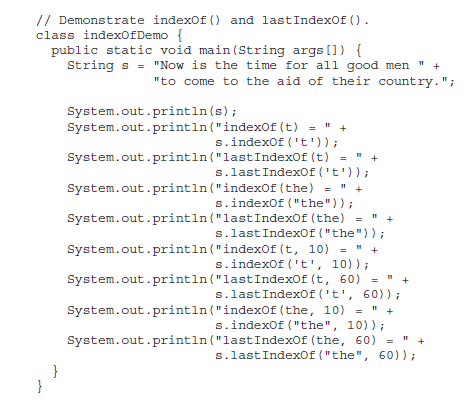 // Demonstrate indexOf() and lastIndexOf().
class indexOfDemo {
  public static void main(String args[]) {
    String s = "Now is the time for all good men " +
               "to come to the aid of their country.";

    System.out.println(s);
    System.out.println("indexOf(t) = " +
                       s.indexOf('t'));
    System.out.println("lastIndexOf(t) = " +
                       s.lastIndexOf('t'));
    System.out.println("indexOf(the) = " +
                       s.indexOf("the"));
    System.out.println("lastIndexOf(the) = " +
                       s.lastIndexOf("the"));
    System.out.println("indexOf(t, 10) = " +
                       s.indexOf('t', 10));
    System.out.println("lastIndexOf(t, 60) = " +
                       s.lastIndexOf('t', 60));
    System.out.println("indexOf(the, 10) = " +
                       s.indexOf("the", 10));
    System.out.println("lastIndexOf(the, 60) = " +
                       s.lastIndexOf("the", 60));
  }
}